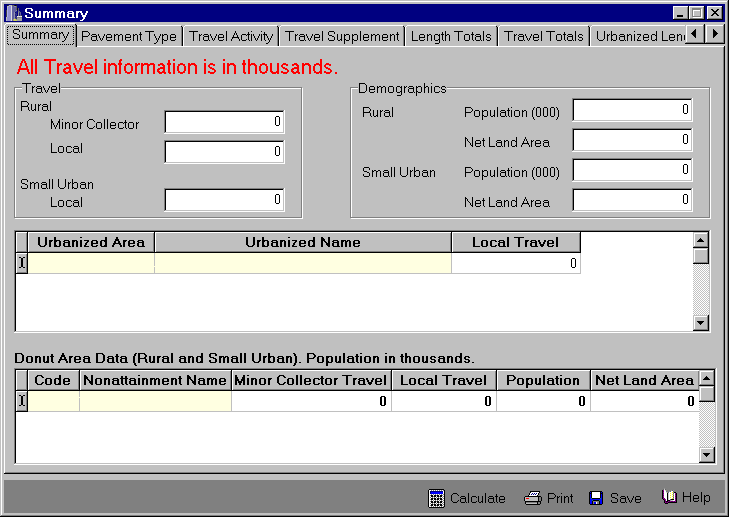 Summary
Summary Pavement Type Travel Activity Travel Supplement Length Totals Travel Totals Urbanized
All Travel information is in thousands.
Travel
Rural
Minor Collector 0
Local 0
Small Urban
Local 0
Demographics
Rural Population (000) 0
Net Land Area 0
Small Urban Population (000) 0
Net Land Area 0
Urbanized Area Urbanized Name Local Travel
0
Donut Area Data (Rural and Small Urban). Population in thousands.
Code Nonattainment Name Minor Collector Travel Local Travel Population Net Land Area
0 0 0 0
Calculate Print Save Help